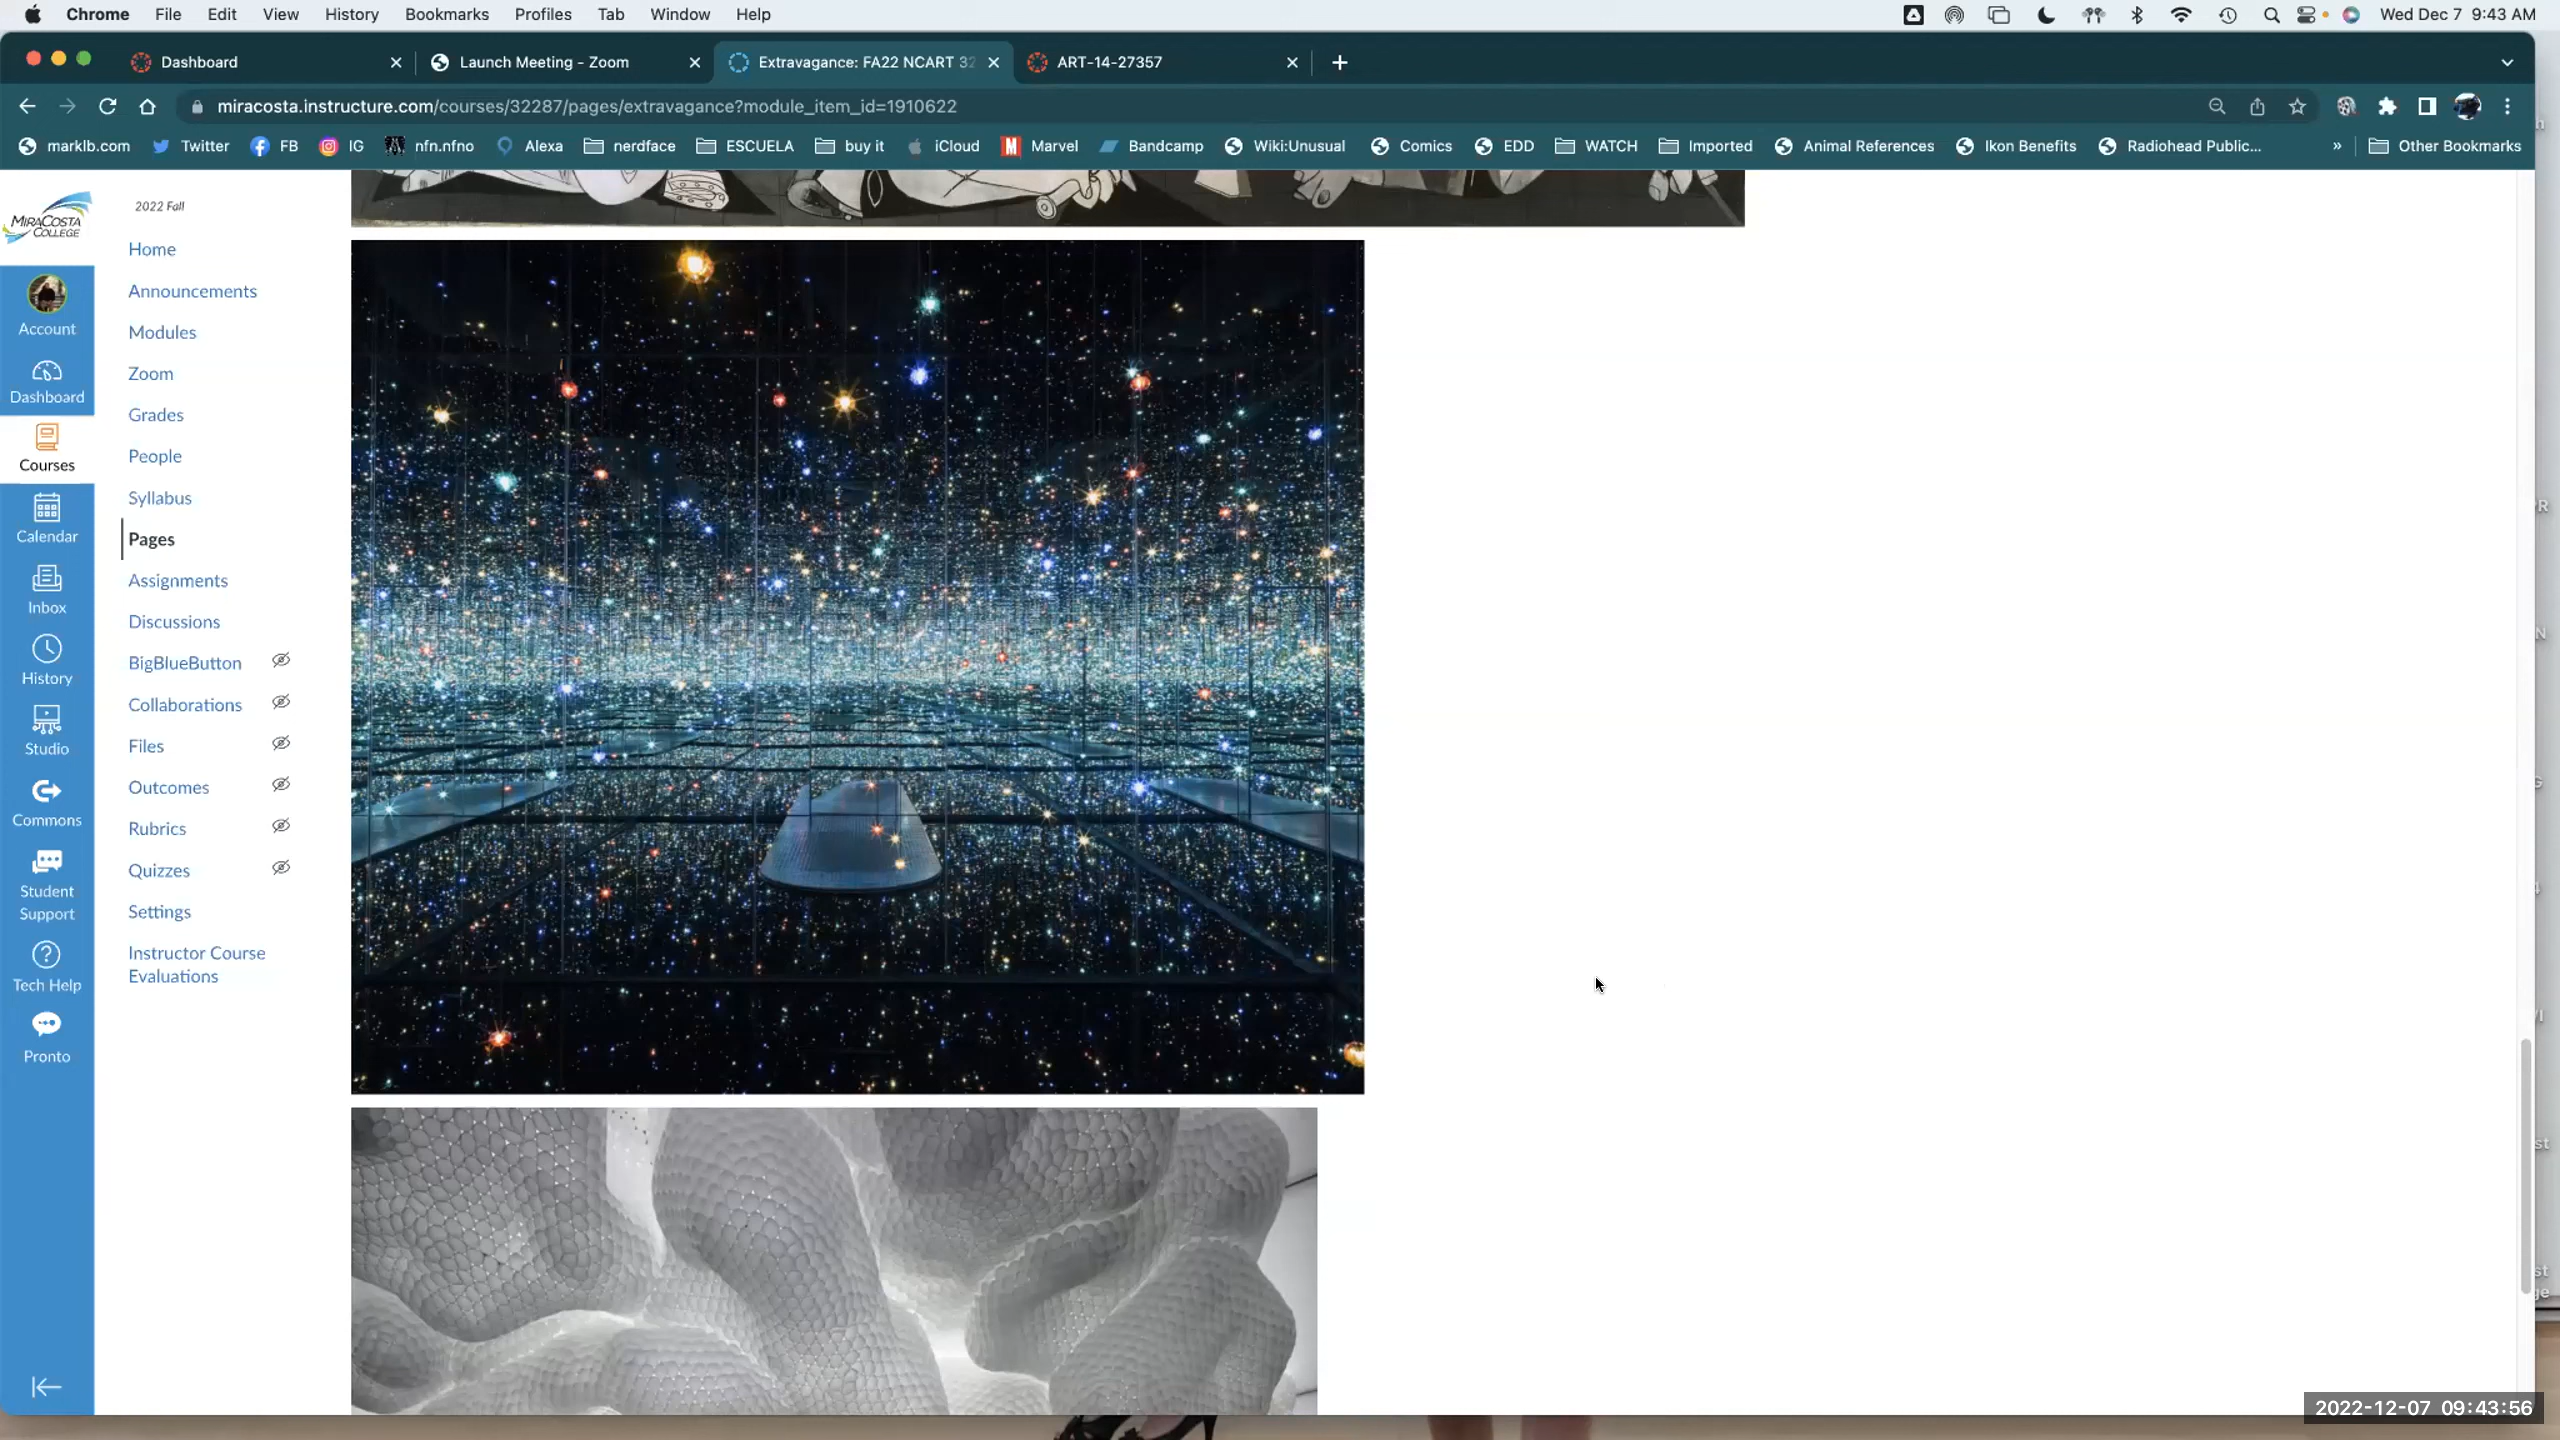 Chrome File Edit View History Bookmarks Profiles Tab Window Help Wed Dec 7 9:43 AM
Dashboard Launch Meeting - Zoom Extravagance: FA22 NCART 32 ART-14-27357
miracosta.instructure.com/courses/32287/pages/extravagance?module_item_id=1910622
marklb.com Twitter FB IG nfn.nfno Alexa nerdface ESCUELA buy it iCloud Marvel Bandcamp Wiki:Unusual Comics EDD WATCH Imported Animal References Ikon Benefits Radiohead Public... » Other Bookmarks
MIRACOSTA
COLLEGE
Account
Dashboard
Courses
Calendar
Inbox
History
Studio
Commons
Student
Support
Tech Help
Pronto
2022 Fall
Home
Announcements
Modules
Zoom
Grades
People
Syllabus
Pages
Assignments
Discussions
BigBlueButton
Collaborations
Files
Outcomes
Rubrics
Quizzes
Settings
Instructor Course
Evaluations
2022-12-07 09:43:56